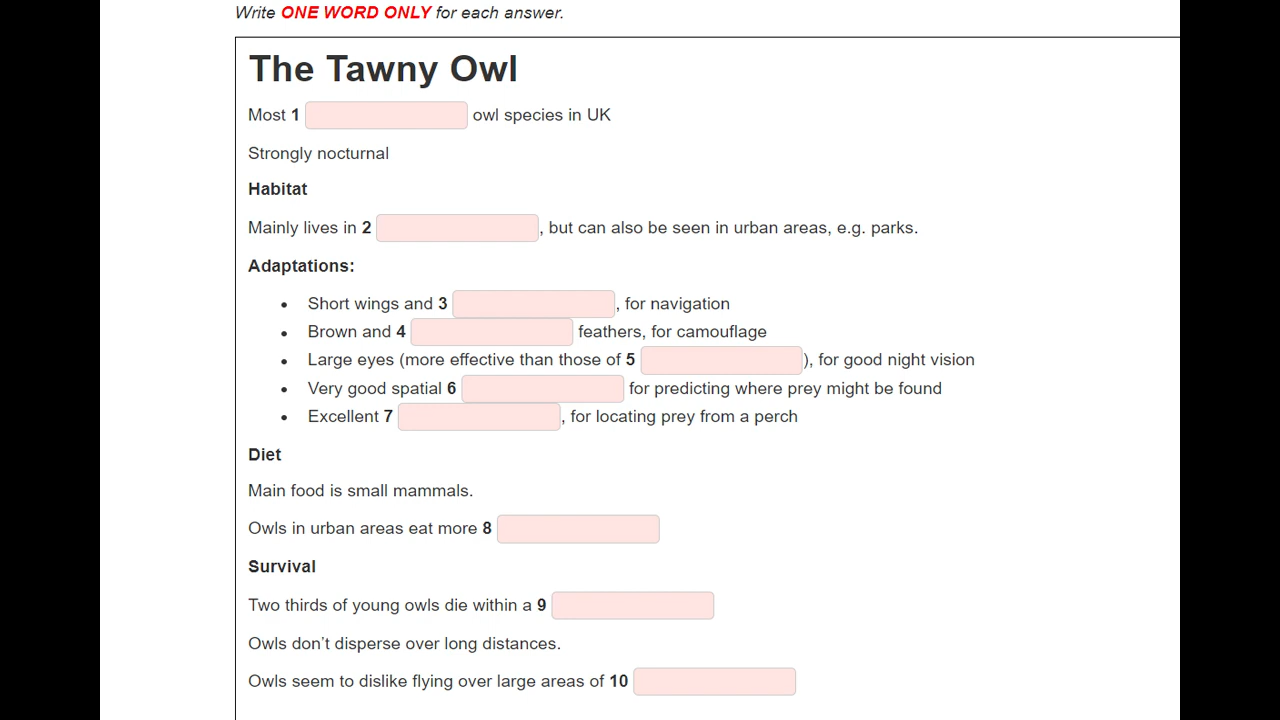 Write ONE WORD ONLY for each answer.
The Tawny Owl
Most 1 owl species in UK
Strongly nocturnal
Habitat
Mainly lives in 2 , but can also be seen in urban areas, e.g. parks.
Adaptations:
• Short wings and 3 , for navigation
• Brown and 4 feathers, for camouflage
• Large eyes (more effective than those of 5 ), for good night vision
• Very good spatial 6 for predicting where prey might be found
• Excellent 7 , for locating prey from a perch
Diet
Main food is small mammals.
Owls in urban areas eat more 8
Survival
Two thirds of young owls die within a 9
Owls don’t disperse over long distances.
Owls seem to dislike flying over large areas of 10